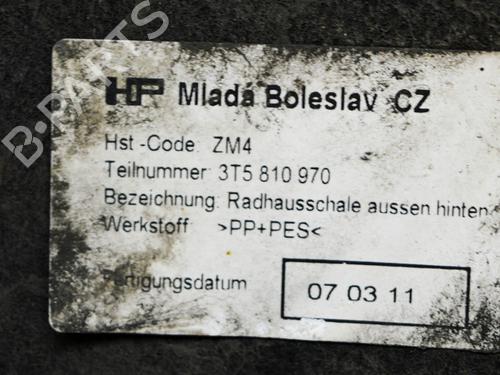 HP Mladá Boleslav CZ
Hst -Code: ZM4
Teilnummer: 3T5 810 970
Bezeichnung: Radhausschale aussen hinten
Werkstoff: >PP+PES<
Fertigungsdatum
07 03 11
B-PARTS